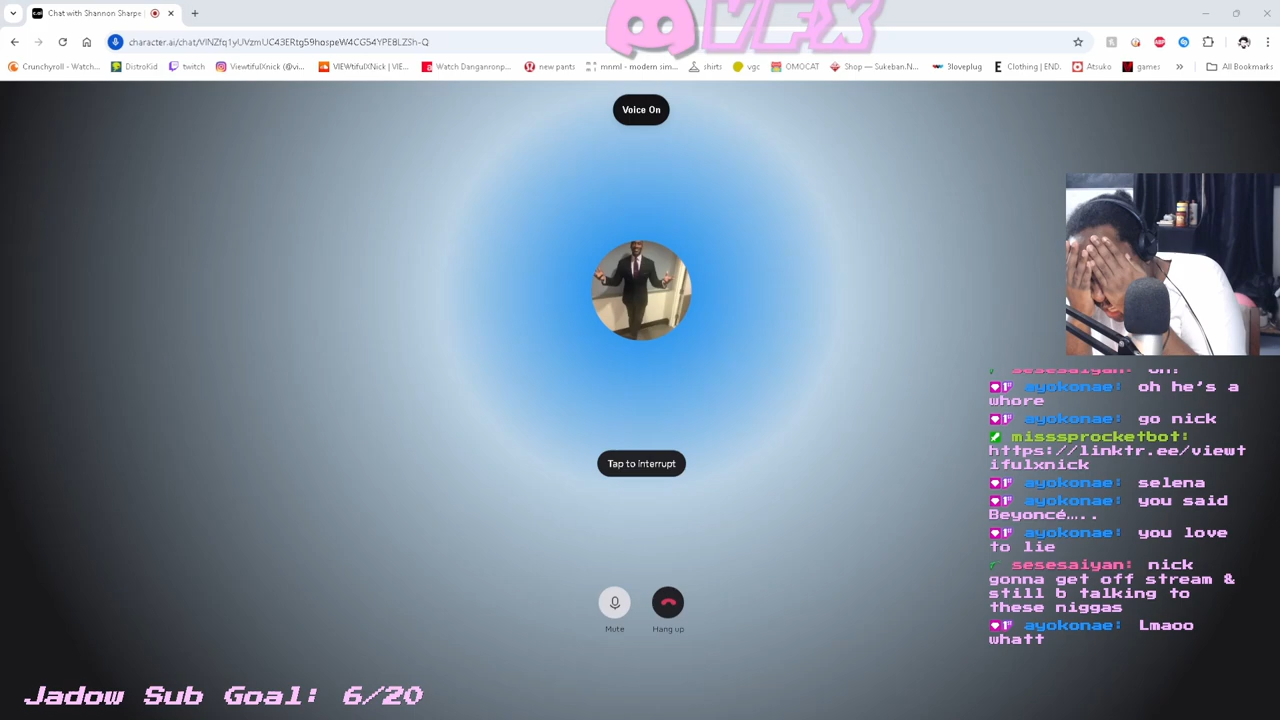 Chat with Shannon Sharpe
character.ai/chat/VINZfq1yUVzmUC43ERtg59hospeW4CG54YPE8LZSh-Q
Crunchyroll - Watch...
DistroKid
twitch
ViewtifulXNick (@vi...
VIEWtifulXNick | VIE...
Watch Danganronp...
new pants
mnml - modern sim...
shirts
vgc
OMOCAT
Shop — Sukeban.N...
3loveplug
Clothing | END.
Atsuko
games
»
All Bookmarks
VFX
Voice On
Tap to interrupt
Mute
Hang up
sesesaiyan:
ayokonae: oh he's a
whore
ayokonae: go nick
misssprocketbot:
https://linktr.ee/viewt
ifulxnick
ayokonae: selena
ayokonae: you said
Beyoncé…..
ayokonae: you love
to lie
sesesaiyan: nick
gonna get off stream &
still b talking to
these niggas
ayokonae: Lmaoo
whatt
Jadow Sub Goal: 6/20